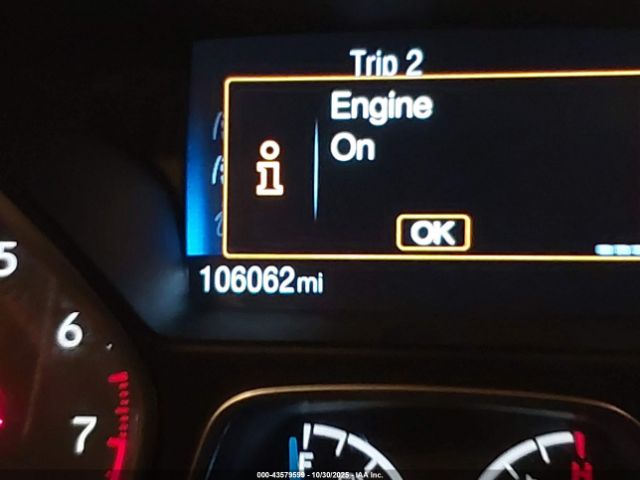 Trip 2
Engine
On
OK
106062mi
5
6
7
F
H
000-43579599 - 10/30/2025 - IAA Inc.